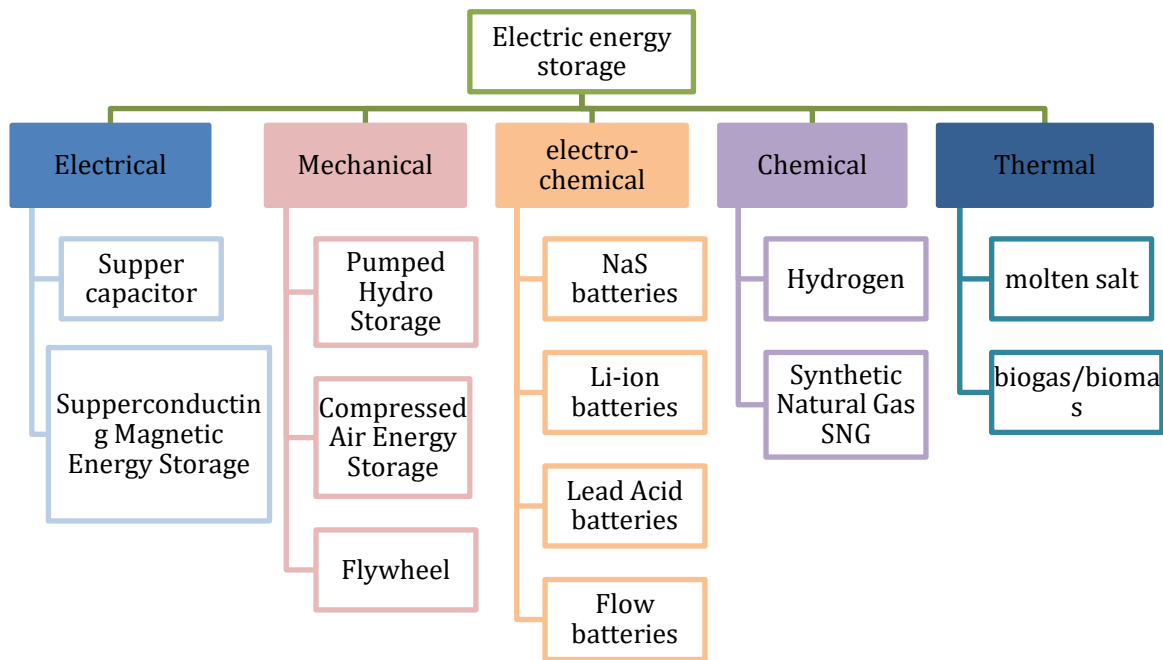 Electric energy
storage
Electrical
Supper
capacitor
Supperconductin
g Magnetic
Energy Storage
Mechanical
Pumped
Hydro
Storage
Compressed
Air Energy
Storage
Flywheel
electro-
chemical
NaS
batteries
Li-ion
batteries
Lead Acid
batteries
Flow
batteries
Chemical
Hydrogen
Synthetic
Natural Gas
SNG
Thermal
molten salt
biogas/bioma
s